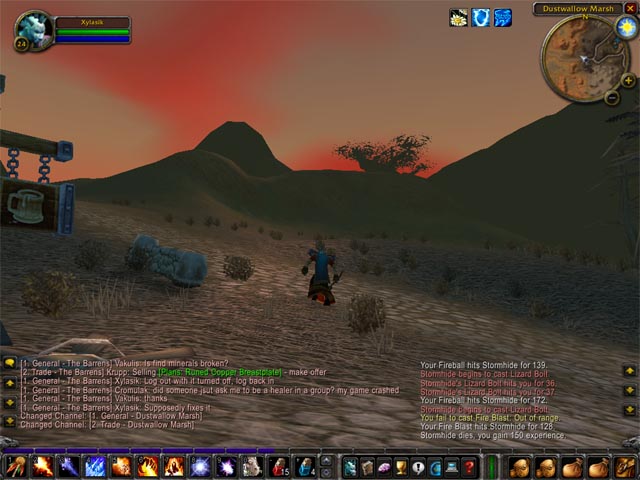 Xylasik
24
Dustwallow Marsh
N
[1. General - The Barrens] Vakulis: Is find minerals broken?
[2. Trade - The Barrens] Krupp: Selling [Plans: Runed Copper Breastplate] - make offer
[1. General - The Barrens] Xylasik: Log out with it turned off, log back in
[1. General - The Barrens] Cromulak: did someone jsut ask me to be a healer in a group? my game crashed
[1. General - The Barrens] Vakulis: thanks
[1. General - The Barrens] Xylasik: Supposedly fixes it
Changed Channel: [1. General - Dustwallow Marsh]
Changed Channel: [2. Trade - Dustwallow Marsh]
Your Fireball hits Stormhide for 139.
Stormhide begins to cast Lizard Bolt.
Stormhide's Lizard Bolt hits you for 36.
Stormhide's Lizard Bolt hits you for 37.
Your Fireball hits Stormhide for 172.
Stormhide begins to cast Lizard Bolt.
You fail to cast Fire Blast: Out of range.
Your Fire Blast hits Stormhide for 128.
Stormhide dies, you gain 150 experience.
15
4